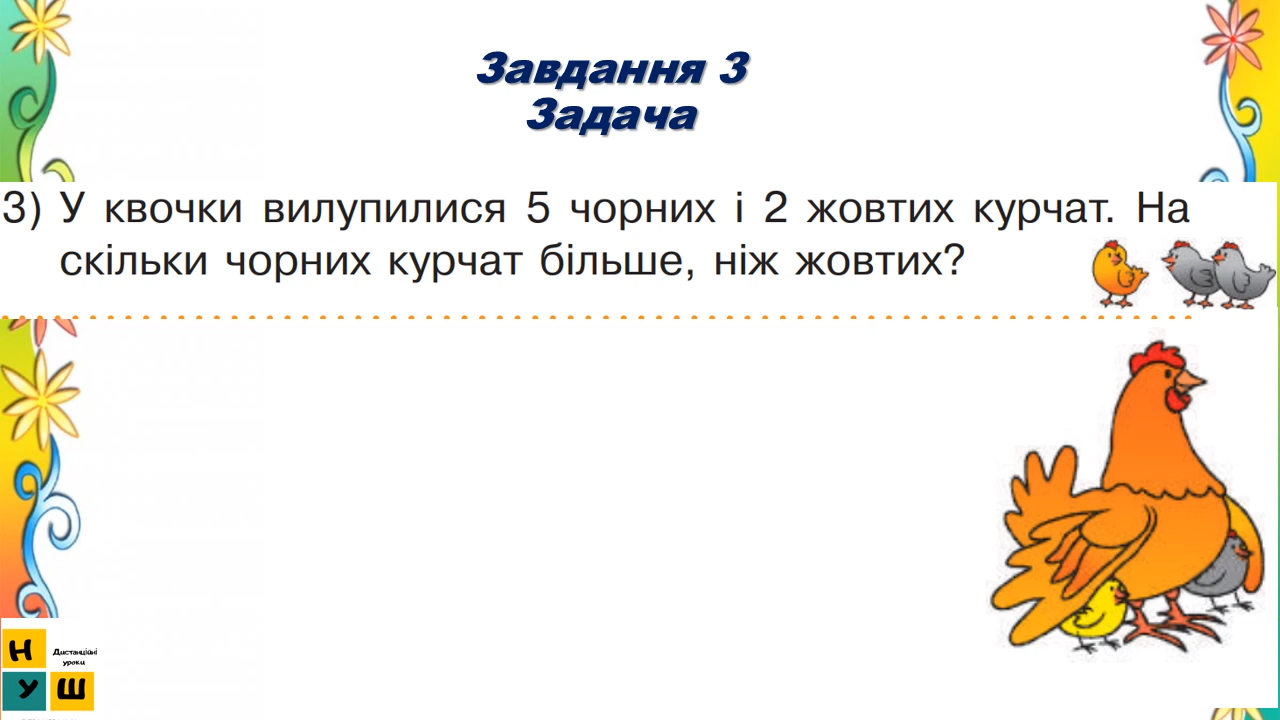 Завдання 3
Задача
3) У квочки вилупилися 5 чорних і 2 жовтих курчат. На
скільки чорних курчат більше, ніж жовтих?
Н
Дистанційні
уроки
У Ш